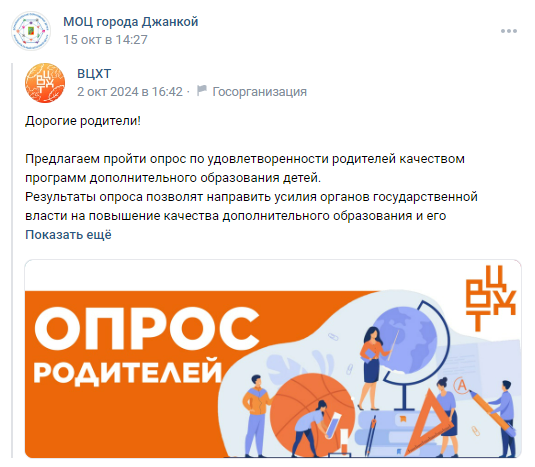 МОЦ города Джанкой
15 окт в 14:27
ВЦХТ
2 окт 2024 в 16:42 · Госорганизация
Дорогие родители!
Предлагаем пройти опрос по удовлетворенности родителей качеством
программ дополнительного образования детей.
Результаты опроса позволят направить усилия органов государственной
власти на повышение качества дополнительного образования и его
Показать ещё
ВЦХТ
ОПРОС
РОДИТЕЛЕЙ
A